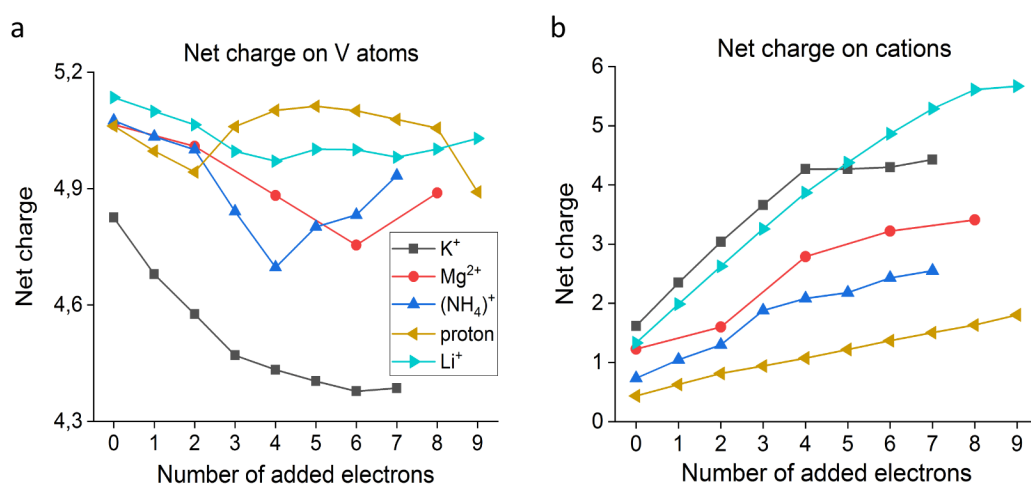 a
Net charge on V atoms
5,2
4,9
4,6
4,3
Net charge
0 1 2 3 4 5 6 7 8 9
Number of added electrons
K+
Mg2+
(NH4)+
proton
Li+
b
Net charge on cations
6
5
4
3
2
1
0
Net charge
0 1 2 3 4 5 6 7 8 9
Number of added electrons